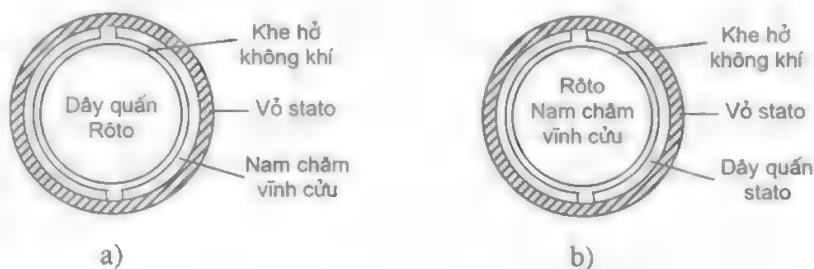 Khe hở
không khí
Dây quấn
Rôto
Vỏ stato
Nam châm
vĩnh cửu
a)
Khe hở
không khí
Rôto
Nam châm
vĩnh cửu
Vỏ stato
Dây quấn
stato
b)